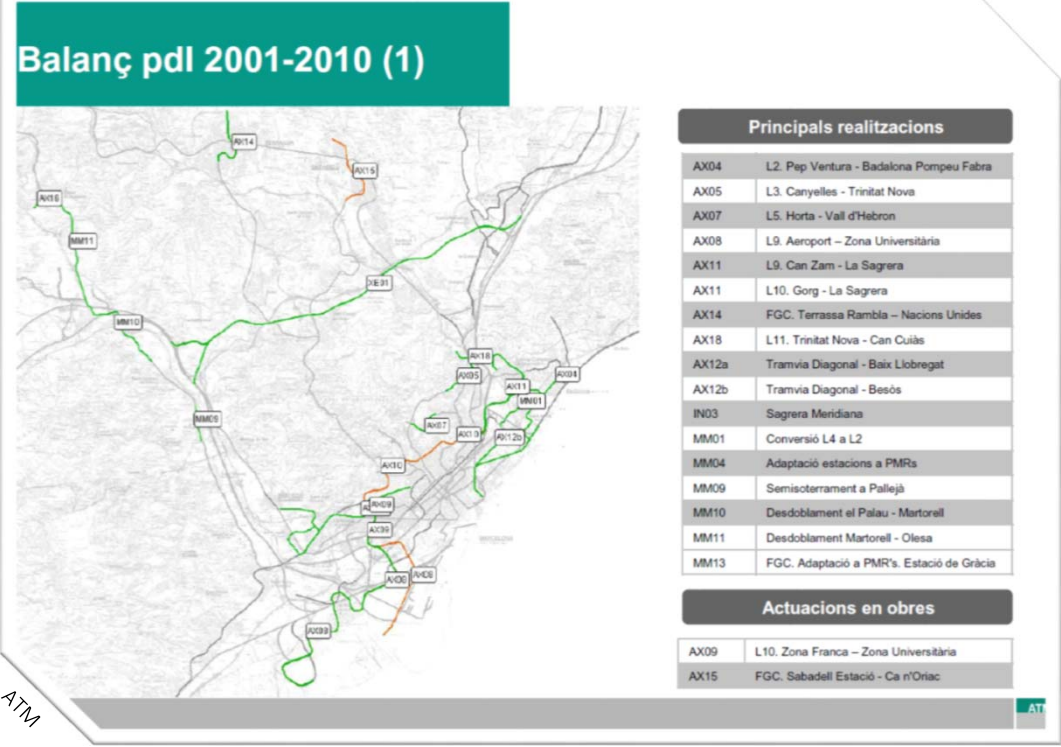 Balanç pdl 2001-2010 (1)
AX14
AX15
AX16
MM11
XE01
MM10
MM09
AX18
AX05
AX04
AX11
MM01
AX07
AX10
AX12b
AX10
AX09
AX09
AX08
AX08
AX09
Principals realitzacions
AX04 L2. Pep Ventura - Badalona Pompeu Fabra
AX05 L3. Canyelles - Trinitat Nova
AX07 L5. Horta - Vall d'Hebron
AX08 L9. Aeroport – Zona Universitària
AX11 L9. Can Zam - La Sagrera
AX11 L10. Gorg - La Sagrera
AX14 FGC. Terrassa Rambla – Nacions Unides
AX18 L11. Trinitat Nova - Can Cuiàs
AX12a Tramvia Diagonal - Baix Llobregat
AX12b Tramvia Diagonal - Besòs
IN03 Sagrera Meridiana
MM01 Conversió L4 a L2
MM04 Adaptació estacions a PMRs
MM09 Semisoterrament a Pallejà
MM10 Desdoblament el Palau - Martorell
MM11 Desdoblament Martorell - Olesa
MM13 FGC. Adaptació a PMR's. Estació de Gràcia
Actuacions en obres
AX09 L10. Zona Franca – Zona Universitària
AX15 FGC. Sabadell Estació - Ca n'Oriac
ATM